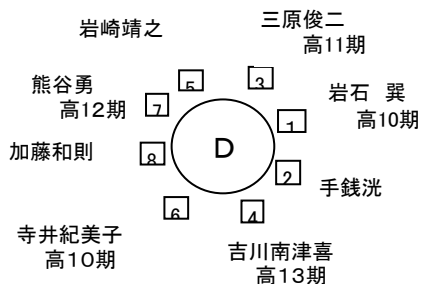 岩崎靖之
三原俊二
高11期
5
3
熊谷勇
高12期
7
岩石 巽
高10期
1
D
加藤和則
8
2
手銭洸
6
4
寺井紀美子
高10期
吉川南津喜
高13期